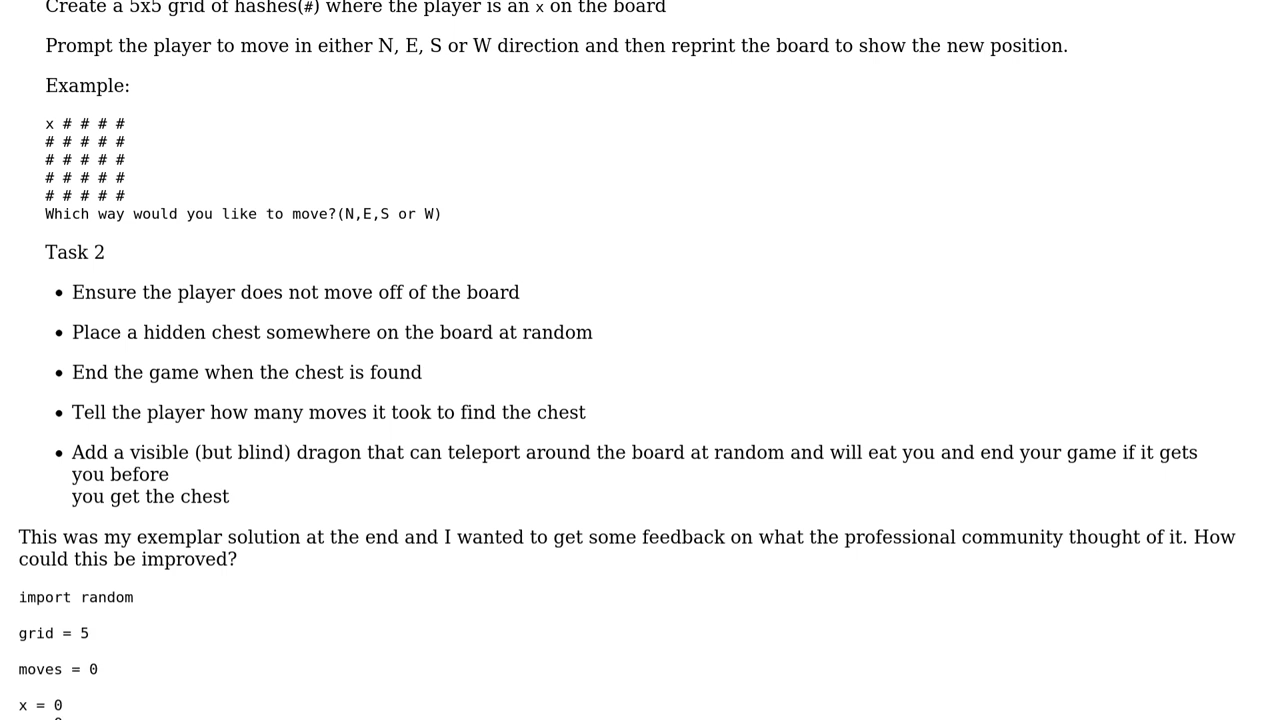 Create a 5x5 grid of hashes(#) where the player is an x on the board
Prompt the player to move in either N, E, S or W direction and then reprint the board to show the new position.
Example:
x # # # #
# # # # #
# # # # #
# # # # #
# # # # #
Which way would you like to move?(N,E,S or W)
Task 2
• Ensure the player does not move off of the board
• Place a hidden chest somewhere on the board at random
• End the game when the chest is found
• Tell the player how many moves it took to find the chest
• Add a visible (but blind) dragon that can teleport around the board at random and will eat you and end your game if it gets
you before
you get the chest
This was my exemplar solution at the end and I wanted to get some feedback on what the professional community thought of it. How
could this be improved?
import random
grid = 5
moves = 0
x = 0